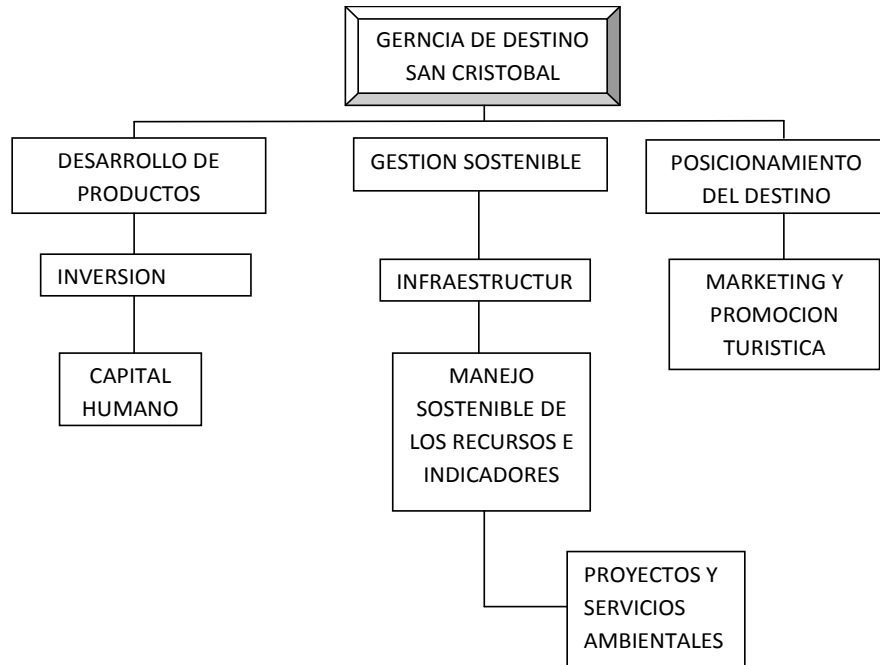 GERNCIA DE DESTINO
SAN CRISTOBAL
DESARROLLO DE
PRODUCTOS
GESTION SOSTENIBLE
POSICIONAMIENTO
DEL DESTINO
INVERSION
INFRAESTRUCTUR
MARKETING Y
PROMOCION
TURISTICA
CAPITAL
HUMANO
MANEJO
SOSTENIBLE DE
LOS RECURSOS E
INDICADORES
PROYECTOS Y
SERVICIOS
AMBIENTALES